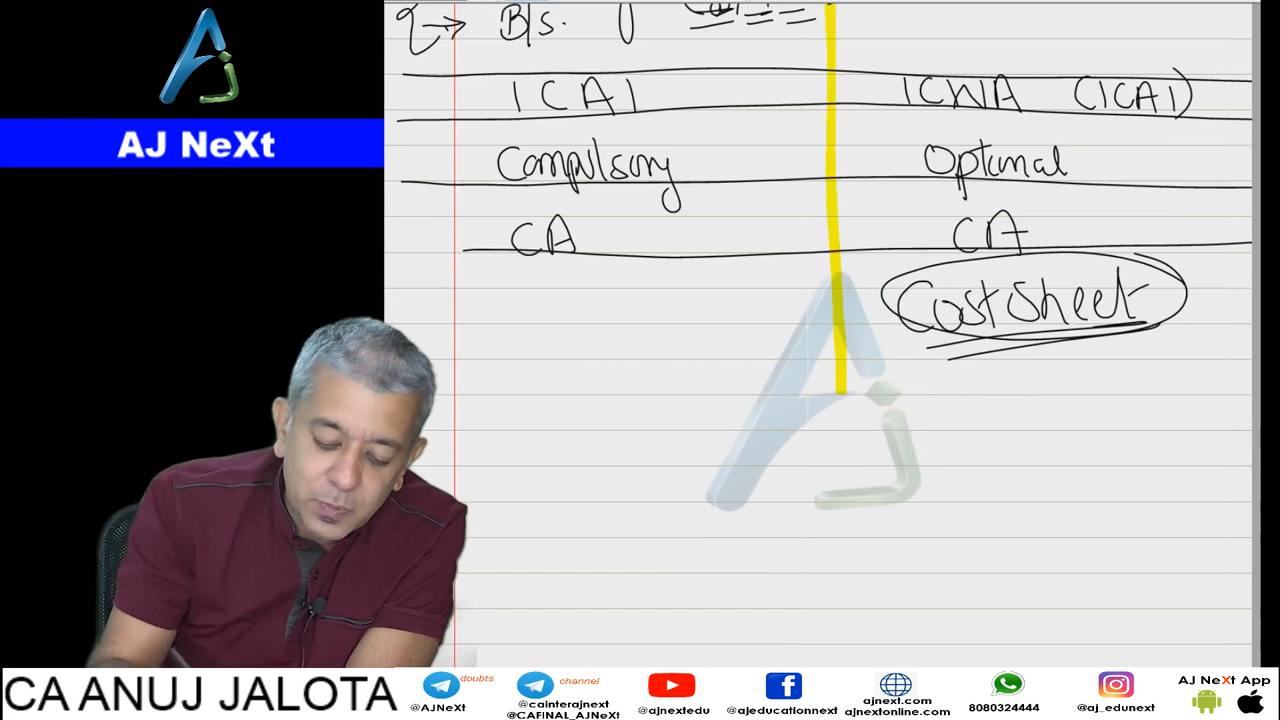 B/s.
AJ NeXt
ICAI ICWA (ICAI)
Compulsory Optional
CA CA
Cost Sheet
CA ANUJ JALOTA
doubts
@AJNeXt
channel
@cainterajnext
@CAFINAL_AJNeXt
@ajnextedu
@ajeducationnext
ajnext.com
ajnextonline.com
8080324444
@aj_edunext
AJ NeXt App